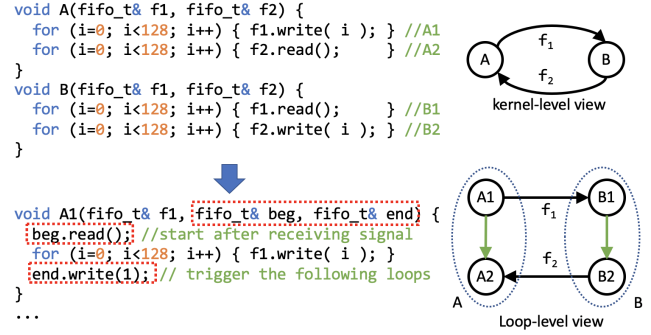 void A(fifo_t& f1, fifo_t& f2) {
for (i=0; i<128; i++) { f1.write( i ); } //A1
for (i=0; i<128; i++) { f2.read(); } //A2
}
void B(fifo_t& f1, fifo_t& f2) {
for (i=0; i<128; i++) { f1.read(); } //B1
for (i=0; i<128; i++) { f2.write( i ); } //B2
}
A
f1
B
f2
kernel-level view
void A1(fifo_t& f1, fifo_t& beg, fifo_t& end) {
beg.read(); //start after receiving signal
for (i=0; i<128; i++) { f1.write( i ); }
end.write(1); // trigger the following loops
}
...
A1
f1
B1
A2
f2
B2
A
B
Loop-level view